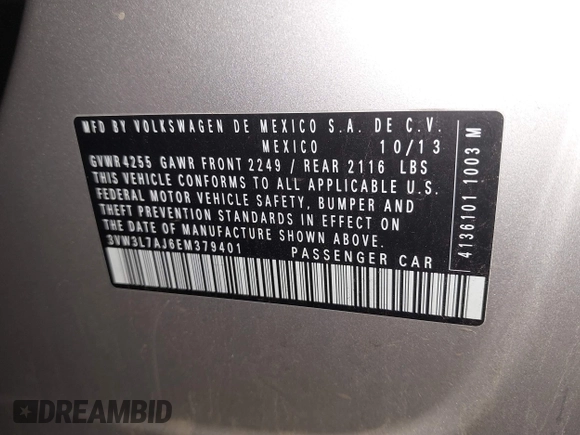 MFD BY VOLKSWAGEN DE MEXICO S.A. DE C.V.
MEXICO 10/13
GVWR 4255 GAWR FRONT 2249 / REAR 2116 LBS
THIS VEHICLE CONFORMS TO ALL APPLICABLE U.S.
FEDERAL MOTOR VEHICLE SAFETY, BUMPER AND
THEFT PREVENTION STANDARDS IN EFFECT ON
THE DATE OF MANUFACTURE SHOWN ABOVE.
3VW3L7AJ6EM379401
PASSENGER CAR
4136101 1003 M
DREAMBID